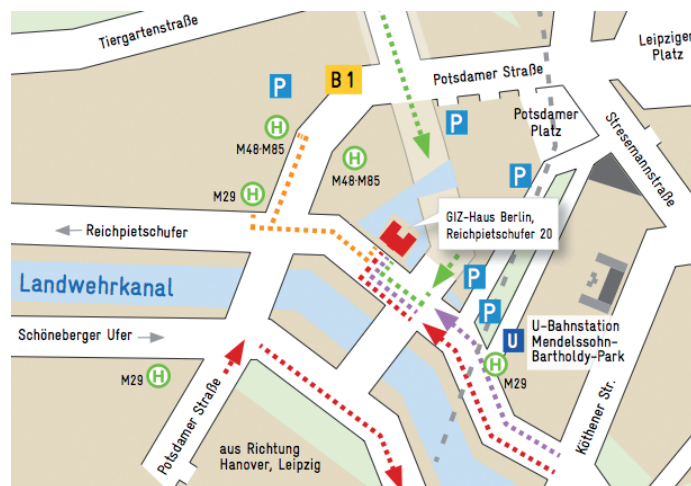 Tiergartenstraße
Leipziger
Platz
B 1
Potsdamer Straße
P
P
Potsdamer
Platz
Stresemannstraße
H
M48·M85
H
M48·M85
P
M29 H
Reichpietschufer
GIZ-Haus Berlin,
Reichpietschufer 20
Landwehrkanal
P
P
Schöneberger Ufer
U
U-Bahnstation
Mendelssohn-
Bartholdy-Park
H
M29
M29 H
Potsdamer Straße
Köthener Str.
aus Richtung
Hanover, Leipzig